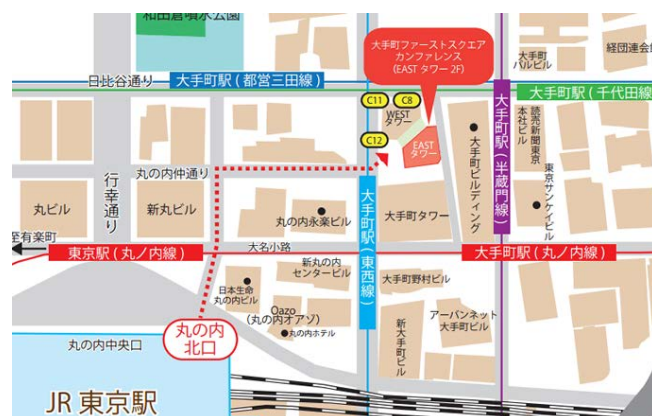 和田倉噴水公園
大手町ファーストスクエア
カンファレンス
(EAST タワー 2F)
大手町
パルビル
経団連会館
日比谷通り
大手町駅(都営三田線)
大手町駅(千代田線)
C11
C8
WEST
タワー
C12
EAST
タワー
大手町ビルディング
大手町駅(半蔵門線)
読売新聞東京
本社ビル
東京サンケイビル
丸の内仲通り
行幸通り
丸ビル
新丸ビル
丸の内永楽ビル
大手町駅(東西線)
大手町タワー
至有楽町
東京駅(丸ノ内線)
大名小路
大手町駅(丸ノ内線)
新丸の内
センタービル
大手町野村ビル
日本生命
丸の内ビル
Oazo
(丸の内オアゾ)
丸の内ホテル
新大手町ビル
アーバンネット
大手町ビル
丸の内
北口
丸の内中央口
JR 東京駅